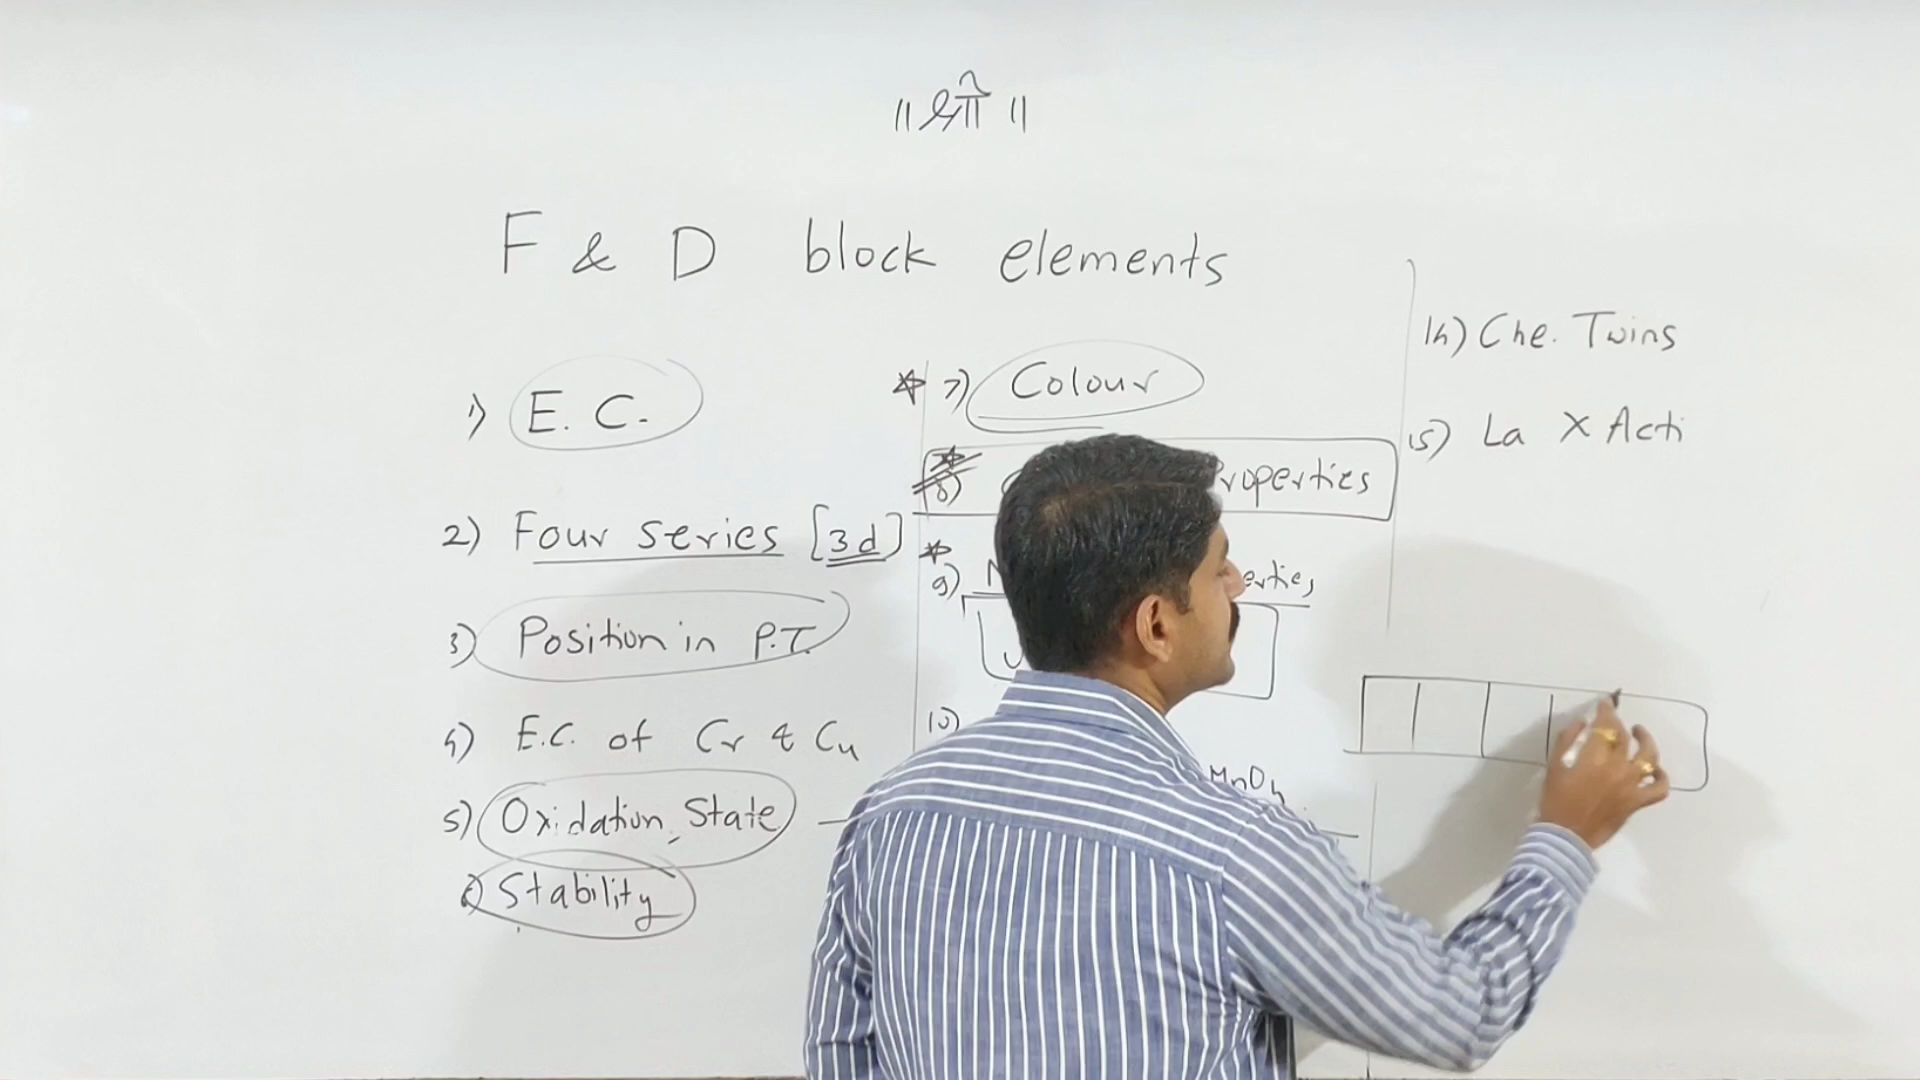 ॥ श्री ॥
F & D block elements
1) E. C.
2) Four series [3d]
3) Position in P.T.
4) E.C. of Cr & Cu
5) Oxidation State
6) Stability
7) Colour
8)
9)
10)
MnO4
14) Che. Twins
15) La X Acti